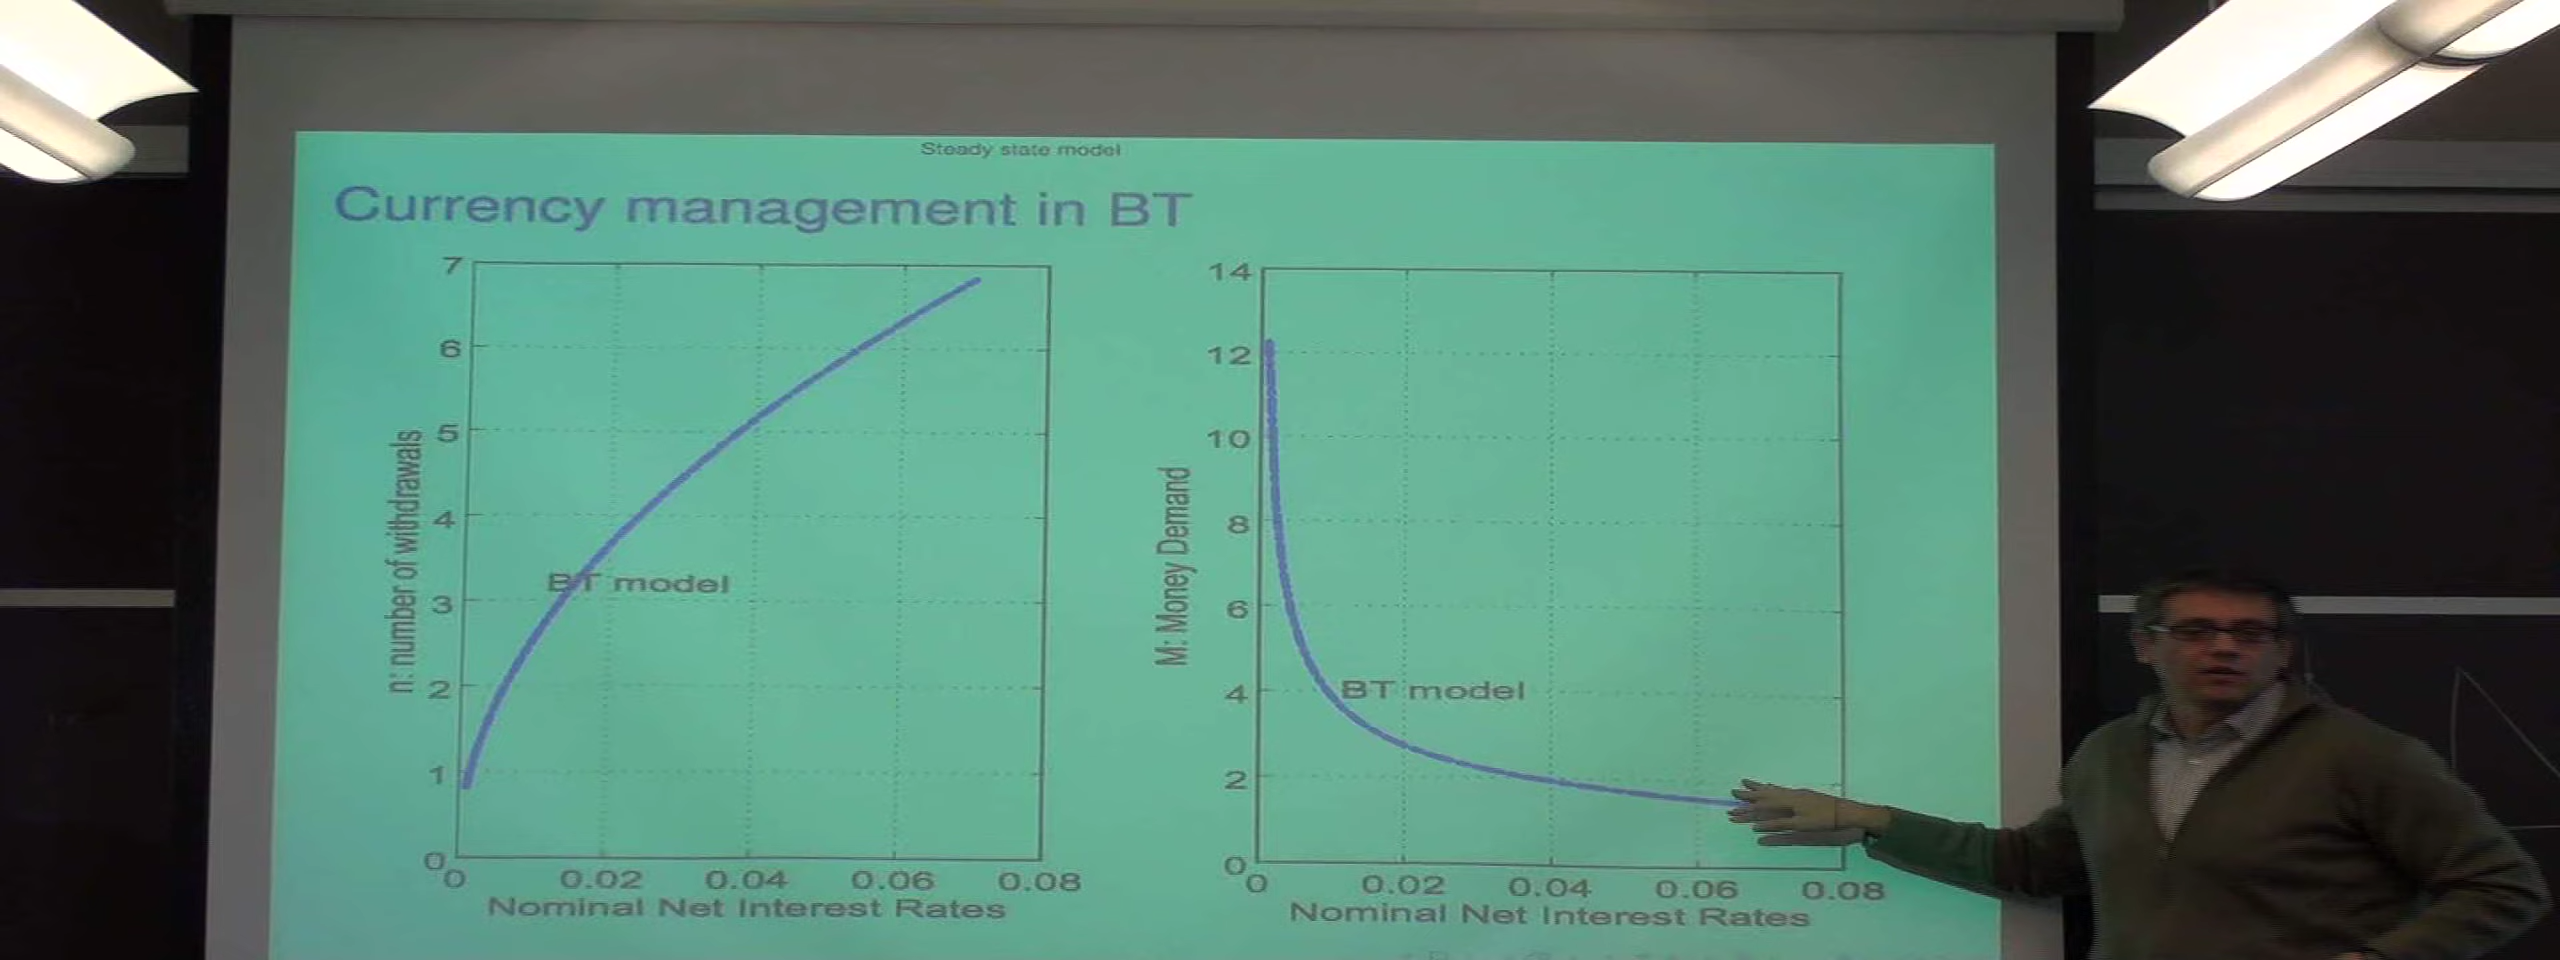 Steady state model
Currency management in BT
7
6
5
4
3
2
1
0
n: number of withdrawals
BT model
0 0.02 0.04 0.06 0.08
Nominal Net Interest Rates
14
12
10
8
6
4
2
0
M: Money Demand
BT model
0 0.02 0.04 0.06 0.08
Nominal Net Interest Rates